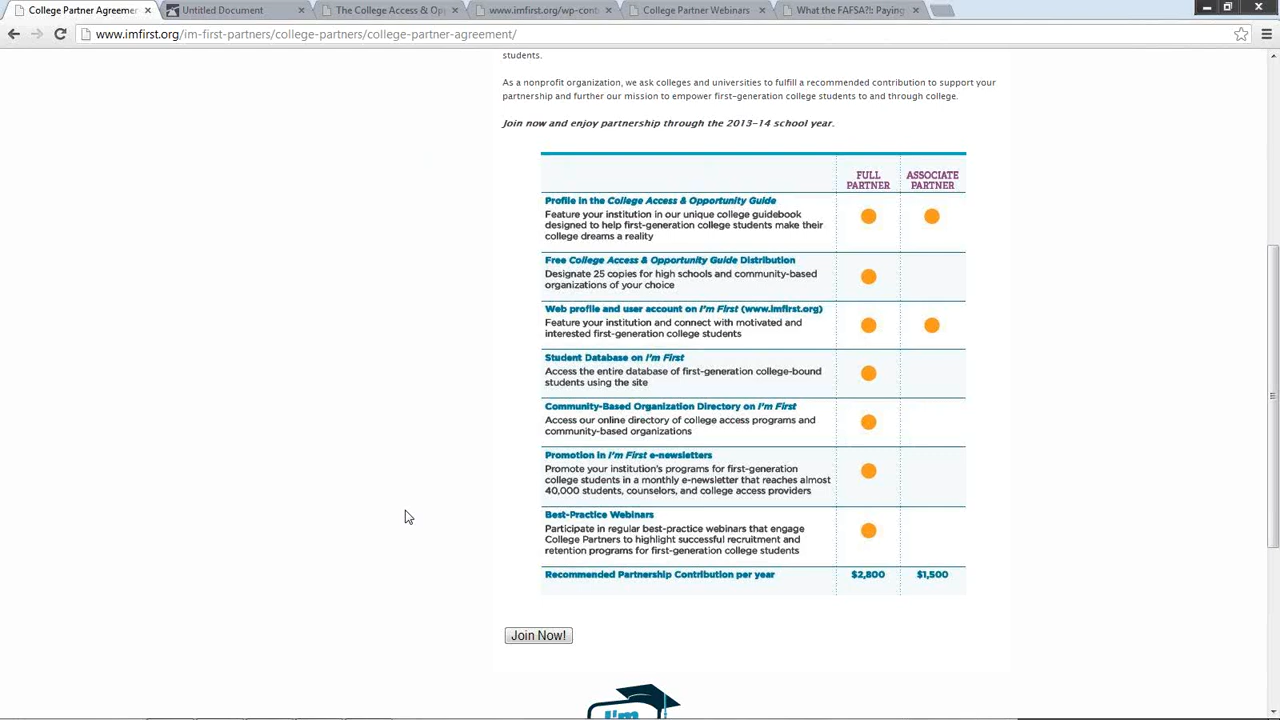 College Partner Agreemer
Untitled Document
The College Access & Op
www.imfirst.org/wp-cont
College Partner Webinars
What the FAFSA?!: Paying
www.imfirst.org/im-first-partners/college-partners/college-partner-agreement/
students.
As a nonprofit organization, we ask colleges and universities to fulfill a recommended contribution to support your
partnership and further our mission to empower first-generation college students to and through college.
Join now and enjoy partnership through the 2013-14 school year.
FULL
PARTNER
ASSOCIATE
PARTNER
Profile in the College Access & Opportunity Guide
Feature your institution in our unique college guidebook
designed to help first-generation college students make their
college dreams a reality
Free College Access & Opportunity Guide Distribution
Designate 25 copies for high schools and community-based
organizations of your choice
Web profile and user account on I'm First (www.imfirst.org)
Feature your institution and connect with motivated and
interested first-generation college students
Student Database on I'm First
Access the entire database of first-generation college-bound
students using the site
Community-Based Organization Directory on I'm First
Access our online directory of college access programs and
community-based organizations
Promotion in I'm First e-newsletters
Promote your institution's programs for first-generation
college students in a monthly e-newsletter that reaches almost
40,000 students, counselors, and college access providers
Best-Practice Webinars
Participate in regular best-practice webinars that engage
College Partners to highlight successful recruitment and
retention programs for first-generation college students
Recommended Partnership Contribution per year $2,800 $1,500
Join Now!
I'm